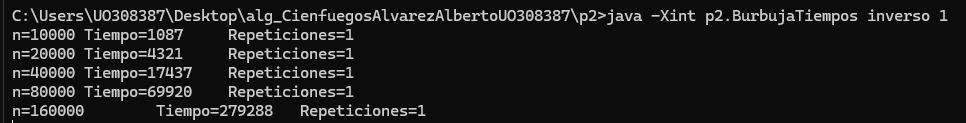 C:\Users\UO308387\Desktop\alg_CienfuegosAlvarezAlbertoUO308387\p2>java -Xint p2.BurbujaTiempos inverso 1
n=10000 Tiempo=1087     Repeticiones=1
n=20000 Tiempo=4321     Repeticiones=1
n=40000 Tiempo=17437    Repeticiones=1
n=80000 Tiempo=69920    Repeticiones=1
n=160000        Tiempo=279288   Repeticiones=1